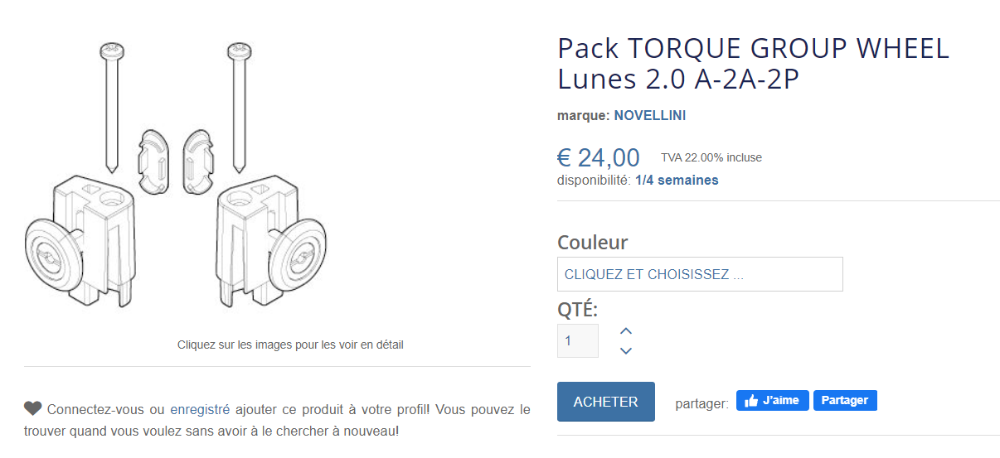 Pack TORQUE GROUP WHEEL
Lunes 2.0 A-2A-2P
marque: NOVELLINI
€ 24,00 TVA 22.00% incluse
disponibilité: 1/4 semaines
Couleur
CLIQUEZ ET CHOISISSEZ ...
QTÉ:
1
ACHETER partager: J’aime Partager
Cliquez sur les images pour les voir en détail
Connectez-vous ou enregistré ajouter ce produit à votre profil! Vous pouvez le
trouver quand vous voulez sans avoir à le chercher à nouveau!